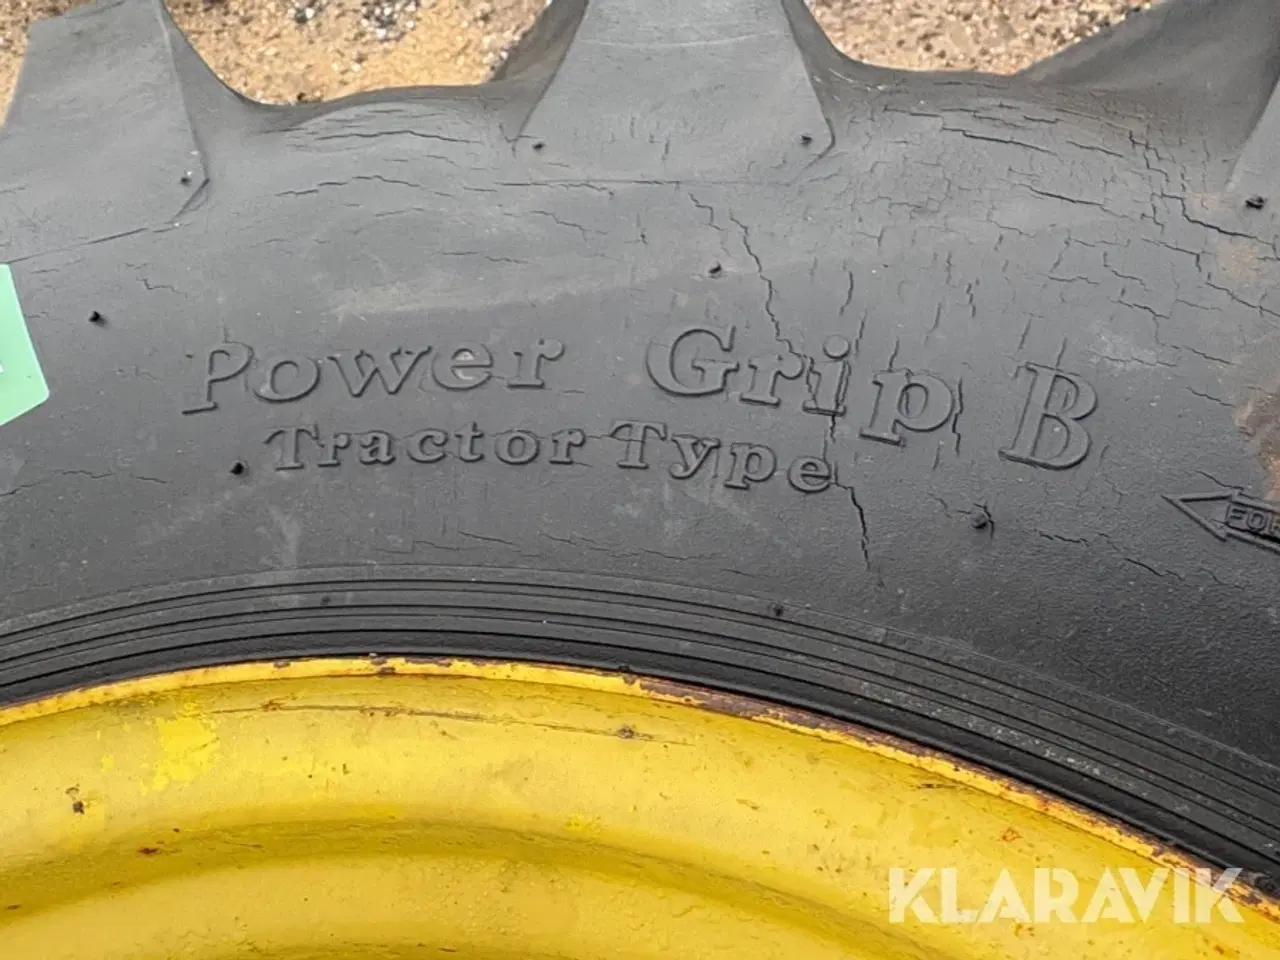 Power Grip B
Tractor Type
KLARAVIK